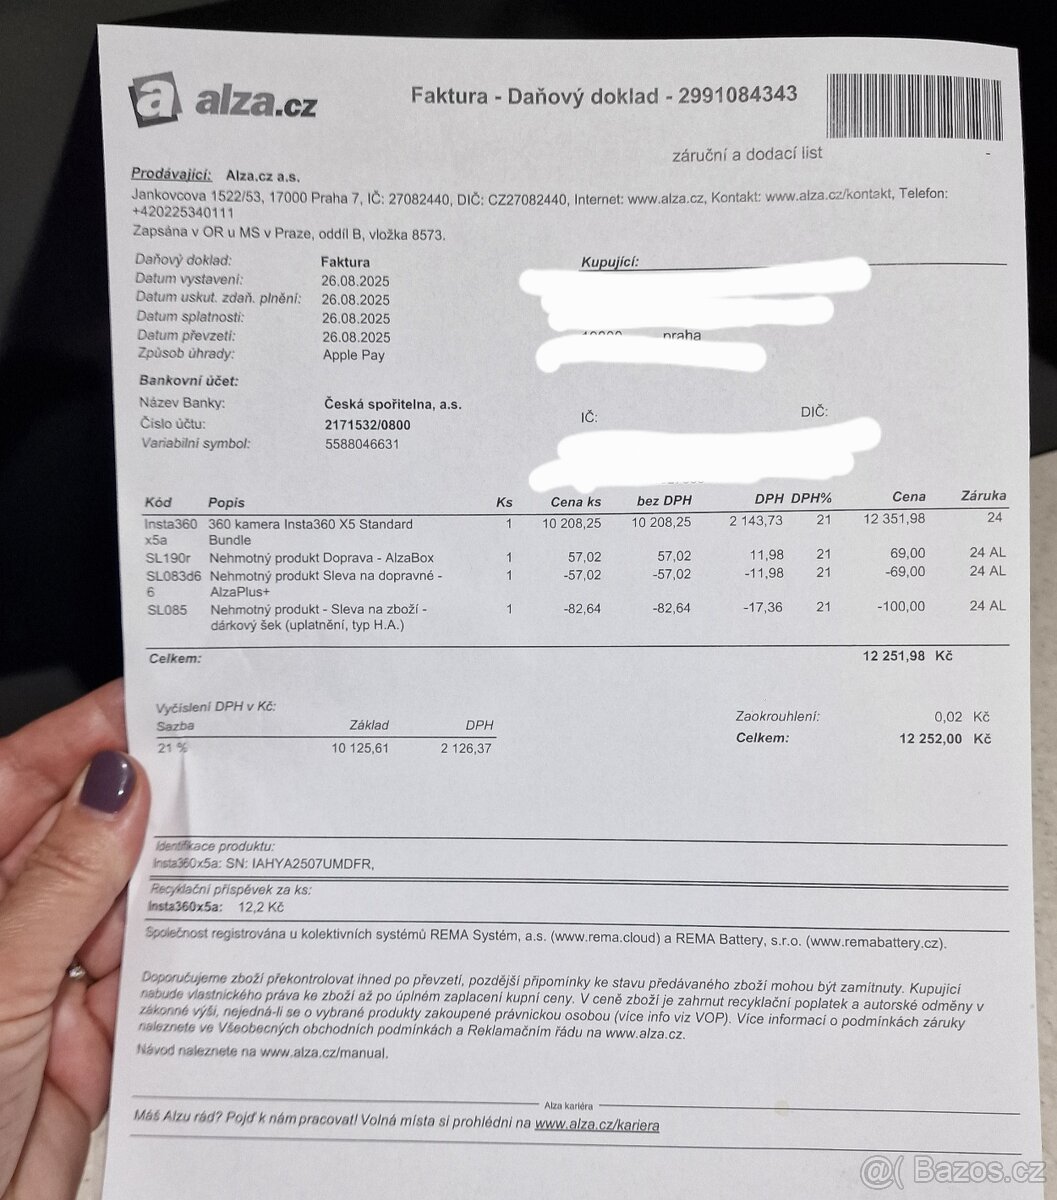 a alza.cz
Faktura - Daňový doklad - 2991084343
záruční a dodací list -
Prodávající: Alza.cz a.s.
Jankovcova 1522/53, 17000 Praha 7, IČ: 27082440, DIČ: CZ27082440, Internet: www.alza.cz, Kontakt: www.alza.cz/kontakt, Telefon:
+420225340111
Zapsána v OR u MS v Praze, oddíl B, vložka 8573.
Daňový doklad: Faktura
Datum vystavení: 26.08.2025
Datum uskut. zdaň. plnění: 26.08.2025
Datum splatnosti: 26.08.2025
Datum převzetí: 26.08.2025
Způsob úhrady: Apple Pay
Kupující:
praha
Bankovní účet:
Název Banky: Česká spořitelna, a.s.
Číslo účtu: 2171532/0800
Variabilní symbol: 5588046631
IČ: DIČ:
Kód Popis Ks Cena ks bez DPH DPH DPH% Cena Záruka
Insta360 360 kamera Insta360 X5 Standard 1 10 208,25 10 208,25 2 143,73 21 12 351,98 24
x5a Bundle
SL190r Nehmotný produkt Doprava - AlzaBox 1 57,02 57,02 11,98 21 69,00 24 AL
SL083d6 Nehmotný produkt Sleva na dopravné - 1 -57,02 -57,02 -11,98 21 -69,00 24 AL
6 AlzaPlus+
SL085 Nehmotný produkt - Sleva na zboží - 1 -82,64 -82,64 -17,36 21 -100,00 24 AL
dárkový šek (uplatnění, typ H.A.)
Celkem: 12 251,98 Kč
Vyčíslení DPH v Kč:
Sazba Základ DPH
21 % 10 125,61 2 126,37
Zaokrouhlení: 0,02 Kč
Celkem: 12 252,00 Kč
Identifikace produktu:
Insta360x5a: SN: IAHYA2507UMDFR,
Recyklační příspěvek za ks:
Insta360x5a: 12,2 Kč
Společnost registrována u kolektivních systémů REMA Systém, a.s. (www.rema.cloud) a REMA Battery, s.r.o. (www.remabattery.cz).
Doporučujeme zboží překontrolovat ihned po převzetí, pozdější připomínky ke stavu předávaného zboží mohou být zamítnuty. Kupující
nabude vlastnického práva ke zboží až po úplném zaplacení kupní ceny. V ceně zboží je zahrnut recyklační poplatek a autorské odměny v
zákonné výši, nejedná-li se o vybrané produkty zakoupené právnickou osobou (více info viz VOP). Více informací o podmínkách záruky
naleznete ve Všeobecných obchodních podmínkách a Reklamačním řádu na www.alza.cz.
Návod naleznete na www.alza.cz/manual.
Alza kariéra
Máš Alzu rád? Pojď k nám pracovat! Volná místa si prohlédni na www.alza.cz/kariera
@( Bazos.cz